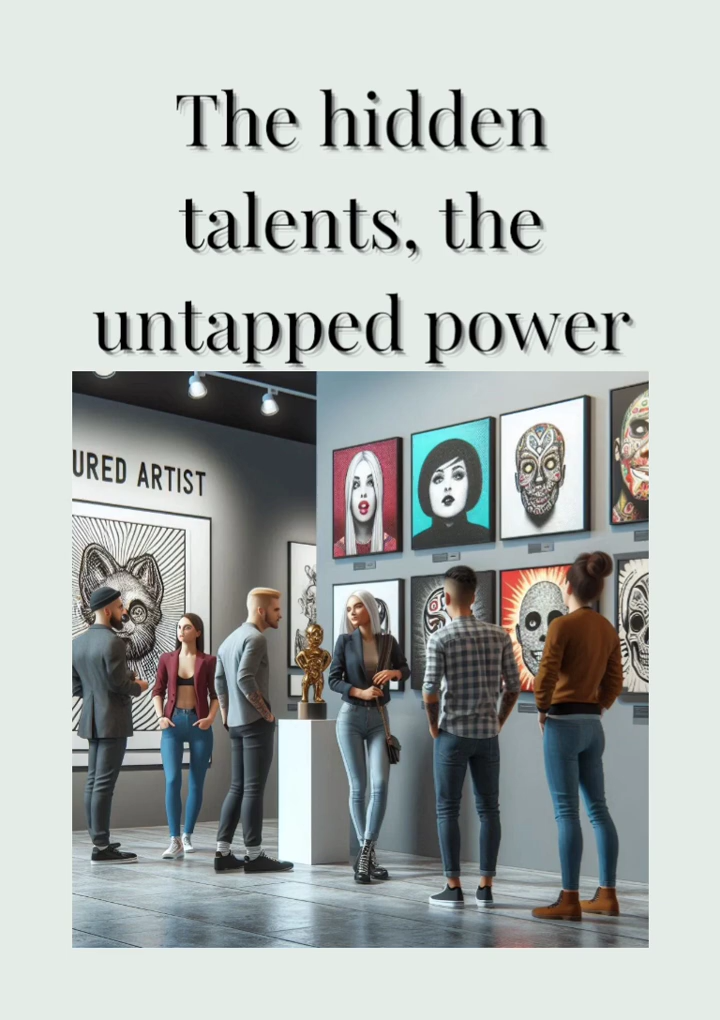 The hidden
talents, the
untapped power
URED ARTIST